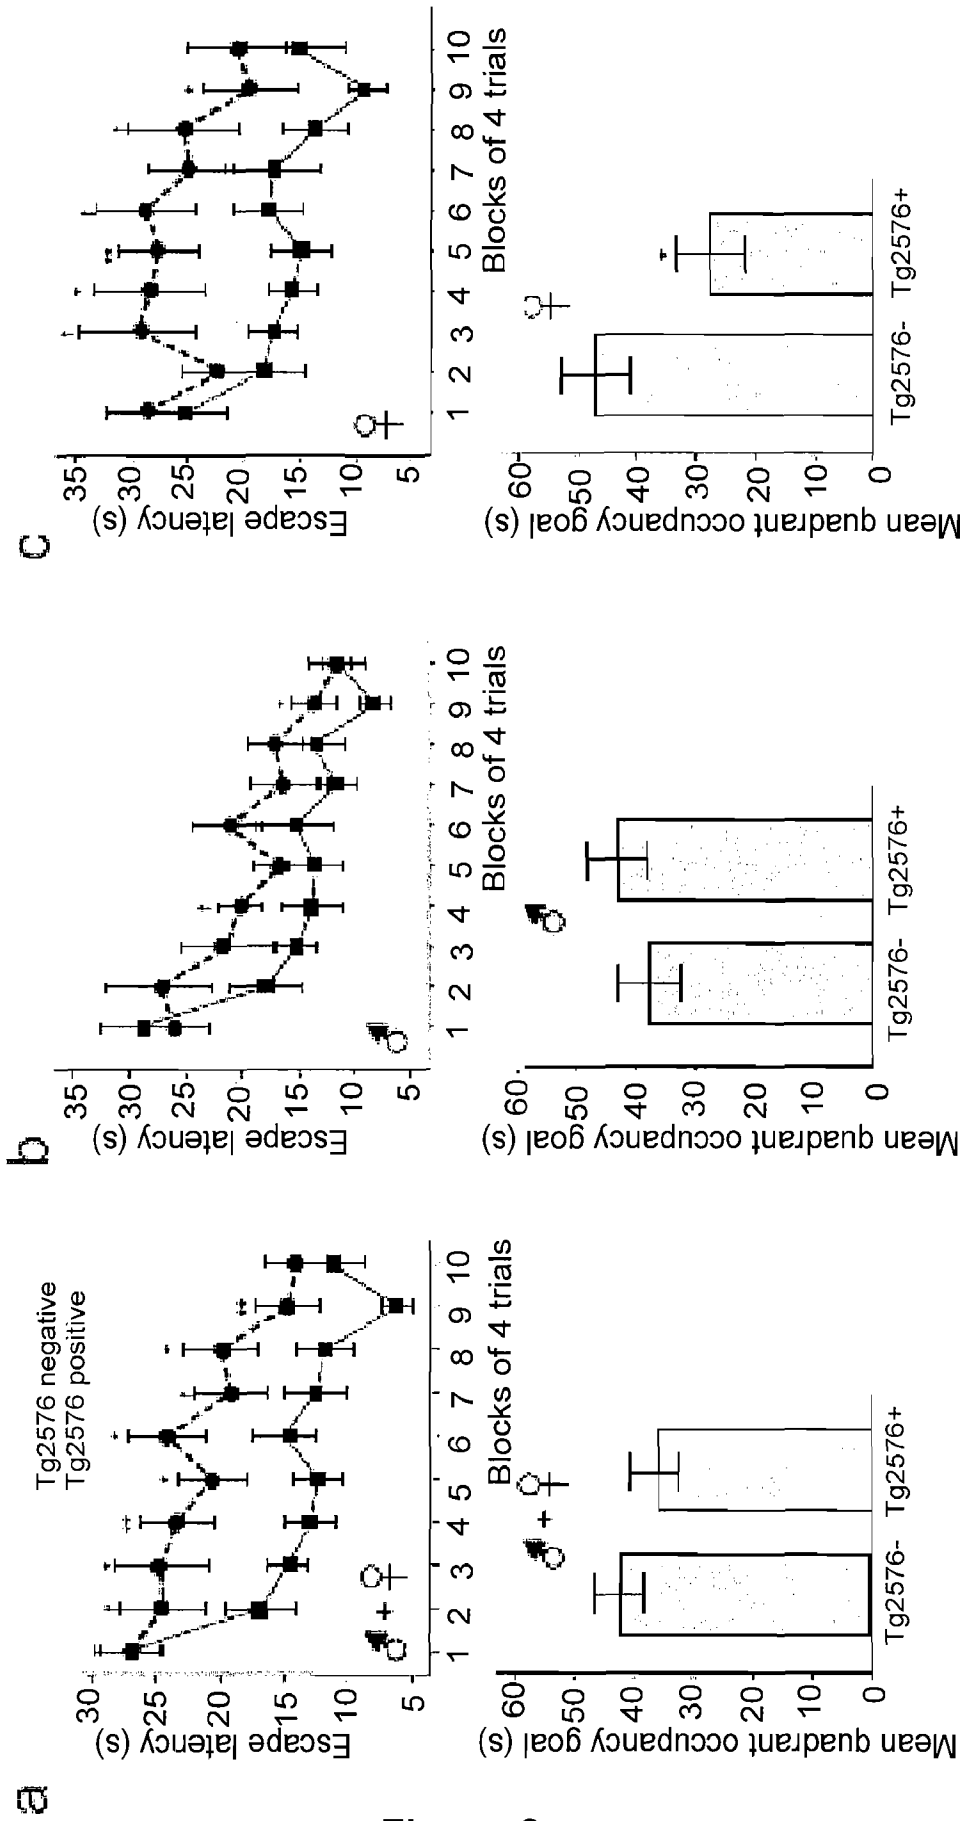 a
Tg2576 negative
Tg2576 positive
Escape latency (s)
30
25
20
15
10
5
1 2 3 4 5 6 7 8 9 10
Blocks of 4 trials
Mean quadrant occupancy goal (s)
60
50
40
30
20
10
0
Tg2576- Tg2576+
b
Escape latency (s)
35
30
25
20
15
10
5
1 2 3 4 5 6 7 8 9 10
Blocks of 4 trials
Mean quadrant occupancy goal (s)
60
50
40
30
20
10
0
Tg2576- Tg2576+
c
Escape latency (s)
35
30
25
20
15
10
5
1 2 3 4 5 6 7 8 9 10
Blocks of 4 trials
Mean quadrant occupancy goal (s)
60
50
40
30
20
10
0
Tg2576- Tg2576+